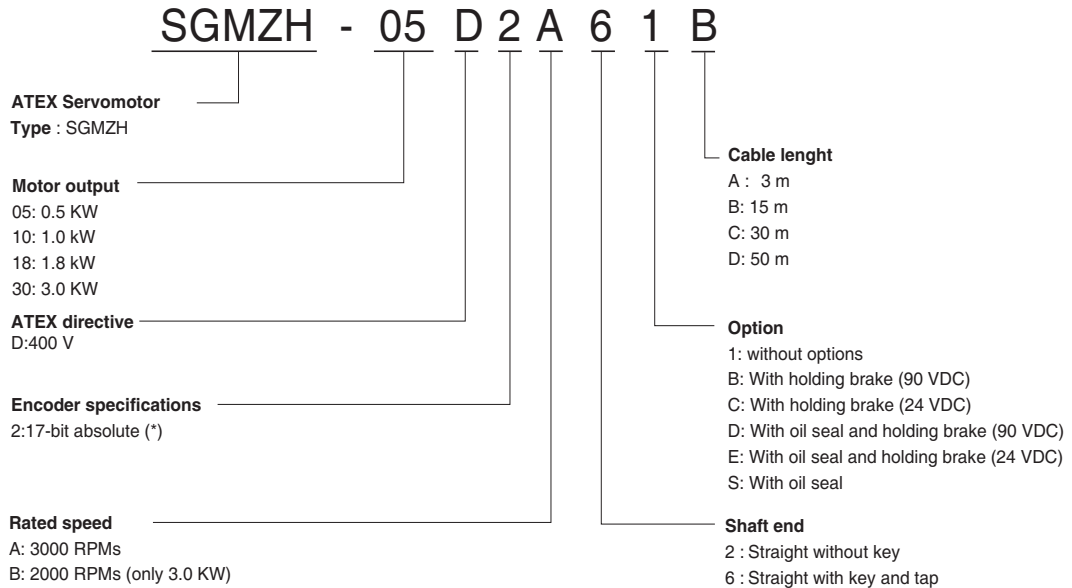 SGMZH - 05 D 2 A 6 1 B
ATEX Servomotor
Type : SGMZH
Motor output
05: 0.5 KW
10: 1.0 kW
18: 1.8 kW
30: 3.0 KW
ATEX directive
D:400 V
Encoder specifications
2:17-bit absolute (*)
Rated speed
A: 3000 RPMs
B: 2000 RPMs (only 3.0 KW)
Cable lenght
A : 3 m
B: 15 m
C: 30 m
D: 50 m
Option
1: without options
B: With holding brake (90 VDC)
C: With holding brake (24 VDC)
D: With oil seal and holding brake (90 VDC)
E: With oil seal and holding brake (24 VDC)
S: With oil seal
Shaft end
2 : Straight without key
6 : Straight with key and tap